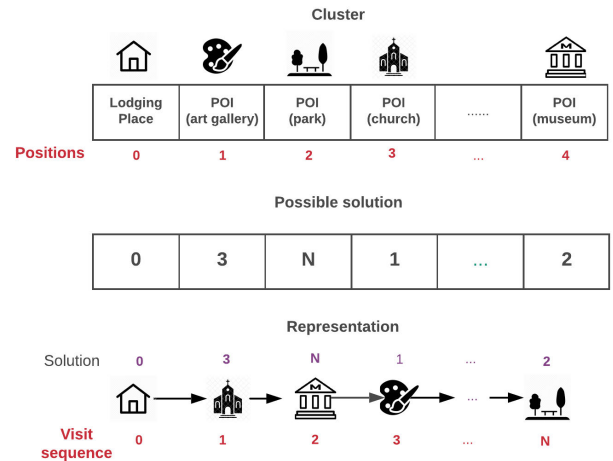 Cluster
Lodging Place POI (art gallery) POI (park) POI (church) ...... POI (museum)
Positions 0 1 2 3 ... 4
Possible solution
0 3 N 1 ... 2
Representation
Solution 0 3 N 1 ... 2
M
... 
Visit sequence 0 1 2 3 ... N